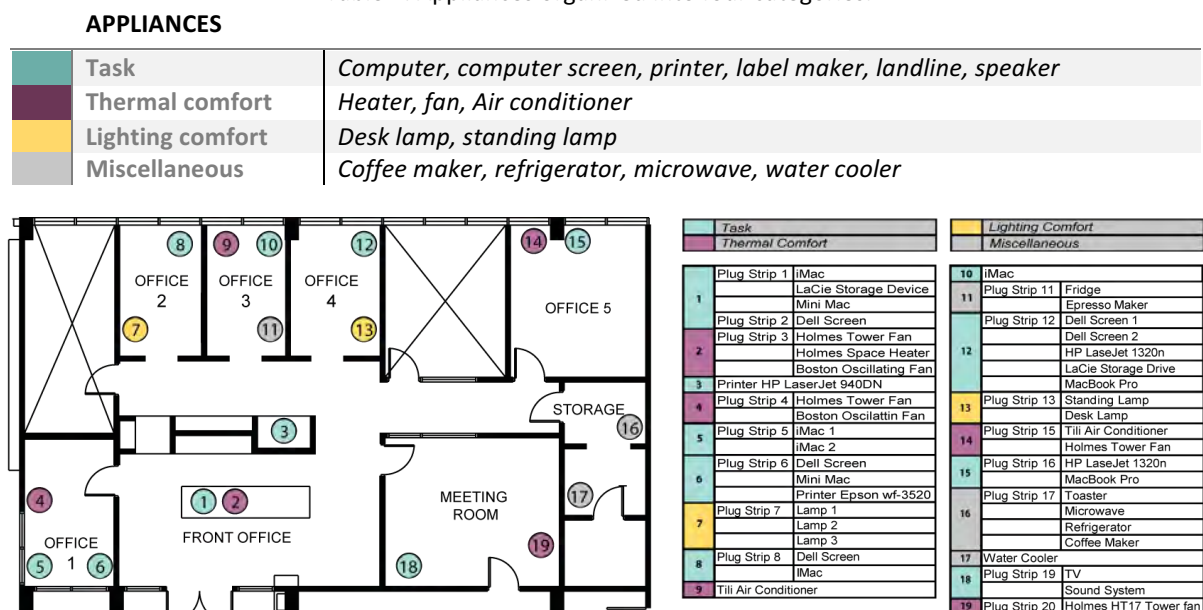 APPLIANCES
Task Computer, computer screen, printer, label maker, landline, speaker
Thermal comfort Heater, fan, Air conditioner
Lighting comfort Desk lamp, standing lamp
Miscellaneous Coffee maker, refrigerator, microwave, water cooler
8 9 10 12 14 15
OFFICE 2
OFFICE 3
OFFICE 4
OFFICE 5
7 11 13
STORAGE
3 16
4 1 2 17
MEETING ROOM
OFFICE 1
FRONT OFFICE
5 6 18 19
Task
Thermal Comfort
1 Plug Strip 1 iMac
LaCie Storage Device
Mini Mac
Plug Strip 2 Dell Screen
2 Plug Strip 3 Holmes Tower Fan
Holmes Space Heater
Boston Oscillating Fan
3 Printer HP LaserJet 940DN
4 Plug Strip 4 Holmes Tower Fan
Boston Oscilattin Fan
5 Plug Strip 5 iMac 1
iMac 2
6 Plug Strip 6 Dell Screen
Mini Mac
Printer Epson wf-3520
7 Plug Strip 7 Lamp 1
Lamp 2
Lamp 3
8 Plug Strip 8 Dell Screen
IMac
9 Tili Air Conditioner
Lighting Comfort
Miscellaneous
10 iMac
11 Plug Strip 11 Fridge
Epresso Maker
12 Plug Strip 12 Dell Screen 1
Dell Screen 2
HP LaseJet 1320n
LaCie Storage Drive
MacBook Pro
13 Plug Strip 13 Standing Lamp
Desk Lamp
14 Plug Strip 15 Tili Air Conditioner
Holmes Tower Fan
15 Plug Strip 16 HP LaseJet 1320n
MacBook Pro
16 Plug Strip 17 Toaster
Microwave
Refrigerator
Coffee Maker
17 Water Cooler
18 Plug Strip 19 TV
Sound System
19 Plug Strip 20 Holmes HT17 Tower fan